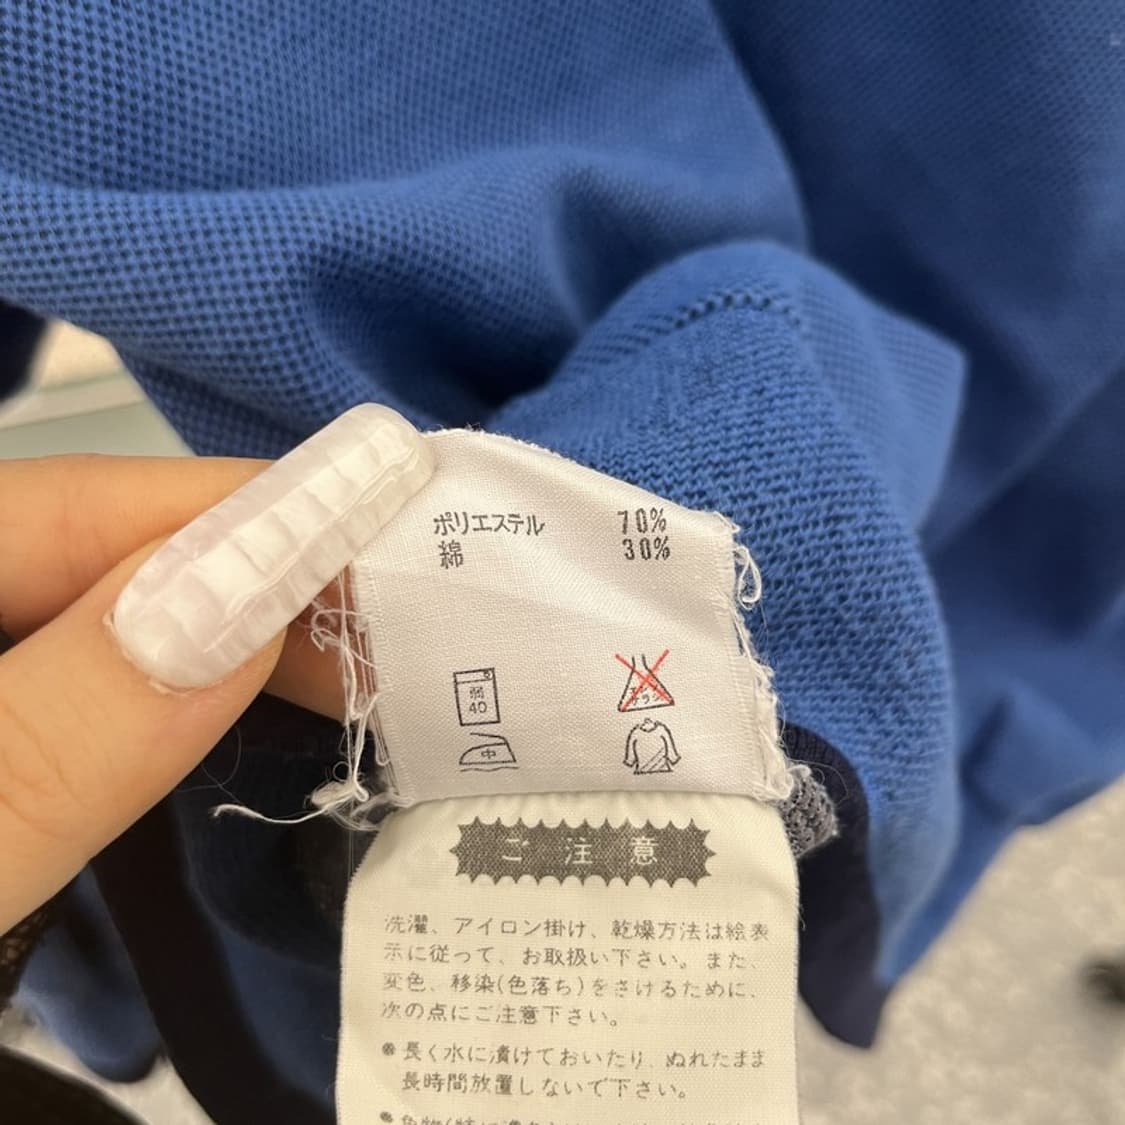 ポリエステル 70%
綿 30%
弱
40
中
ご注意
洗濯、アイロン掛け、乾燥方法は絵表
示に従って、お取扱い下さい。また、
変色、移染(色落ち)をさけるために、
次の点にご注意下さい。
※長く水に漬けておいたり、ぬれたまま
長時間放置しないで下さい。